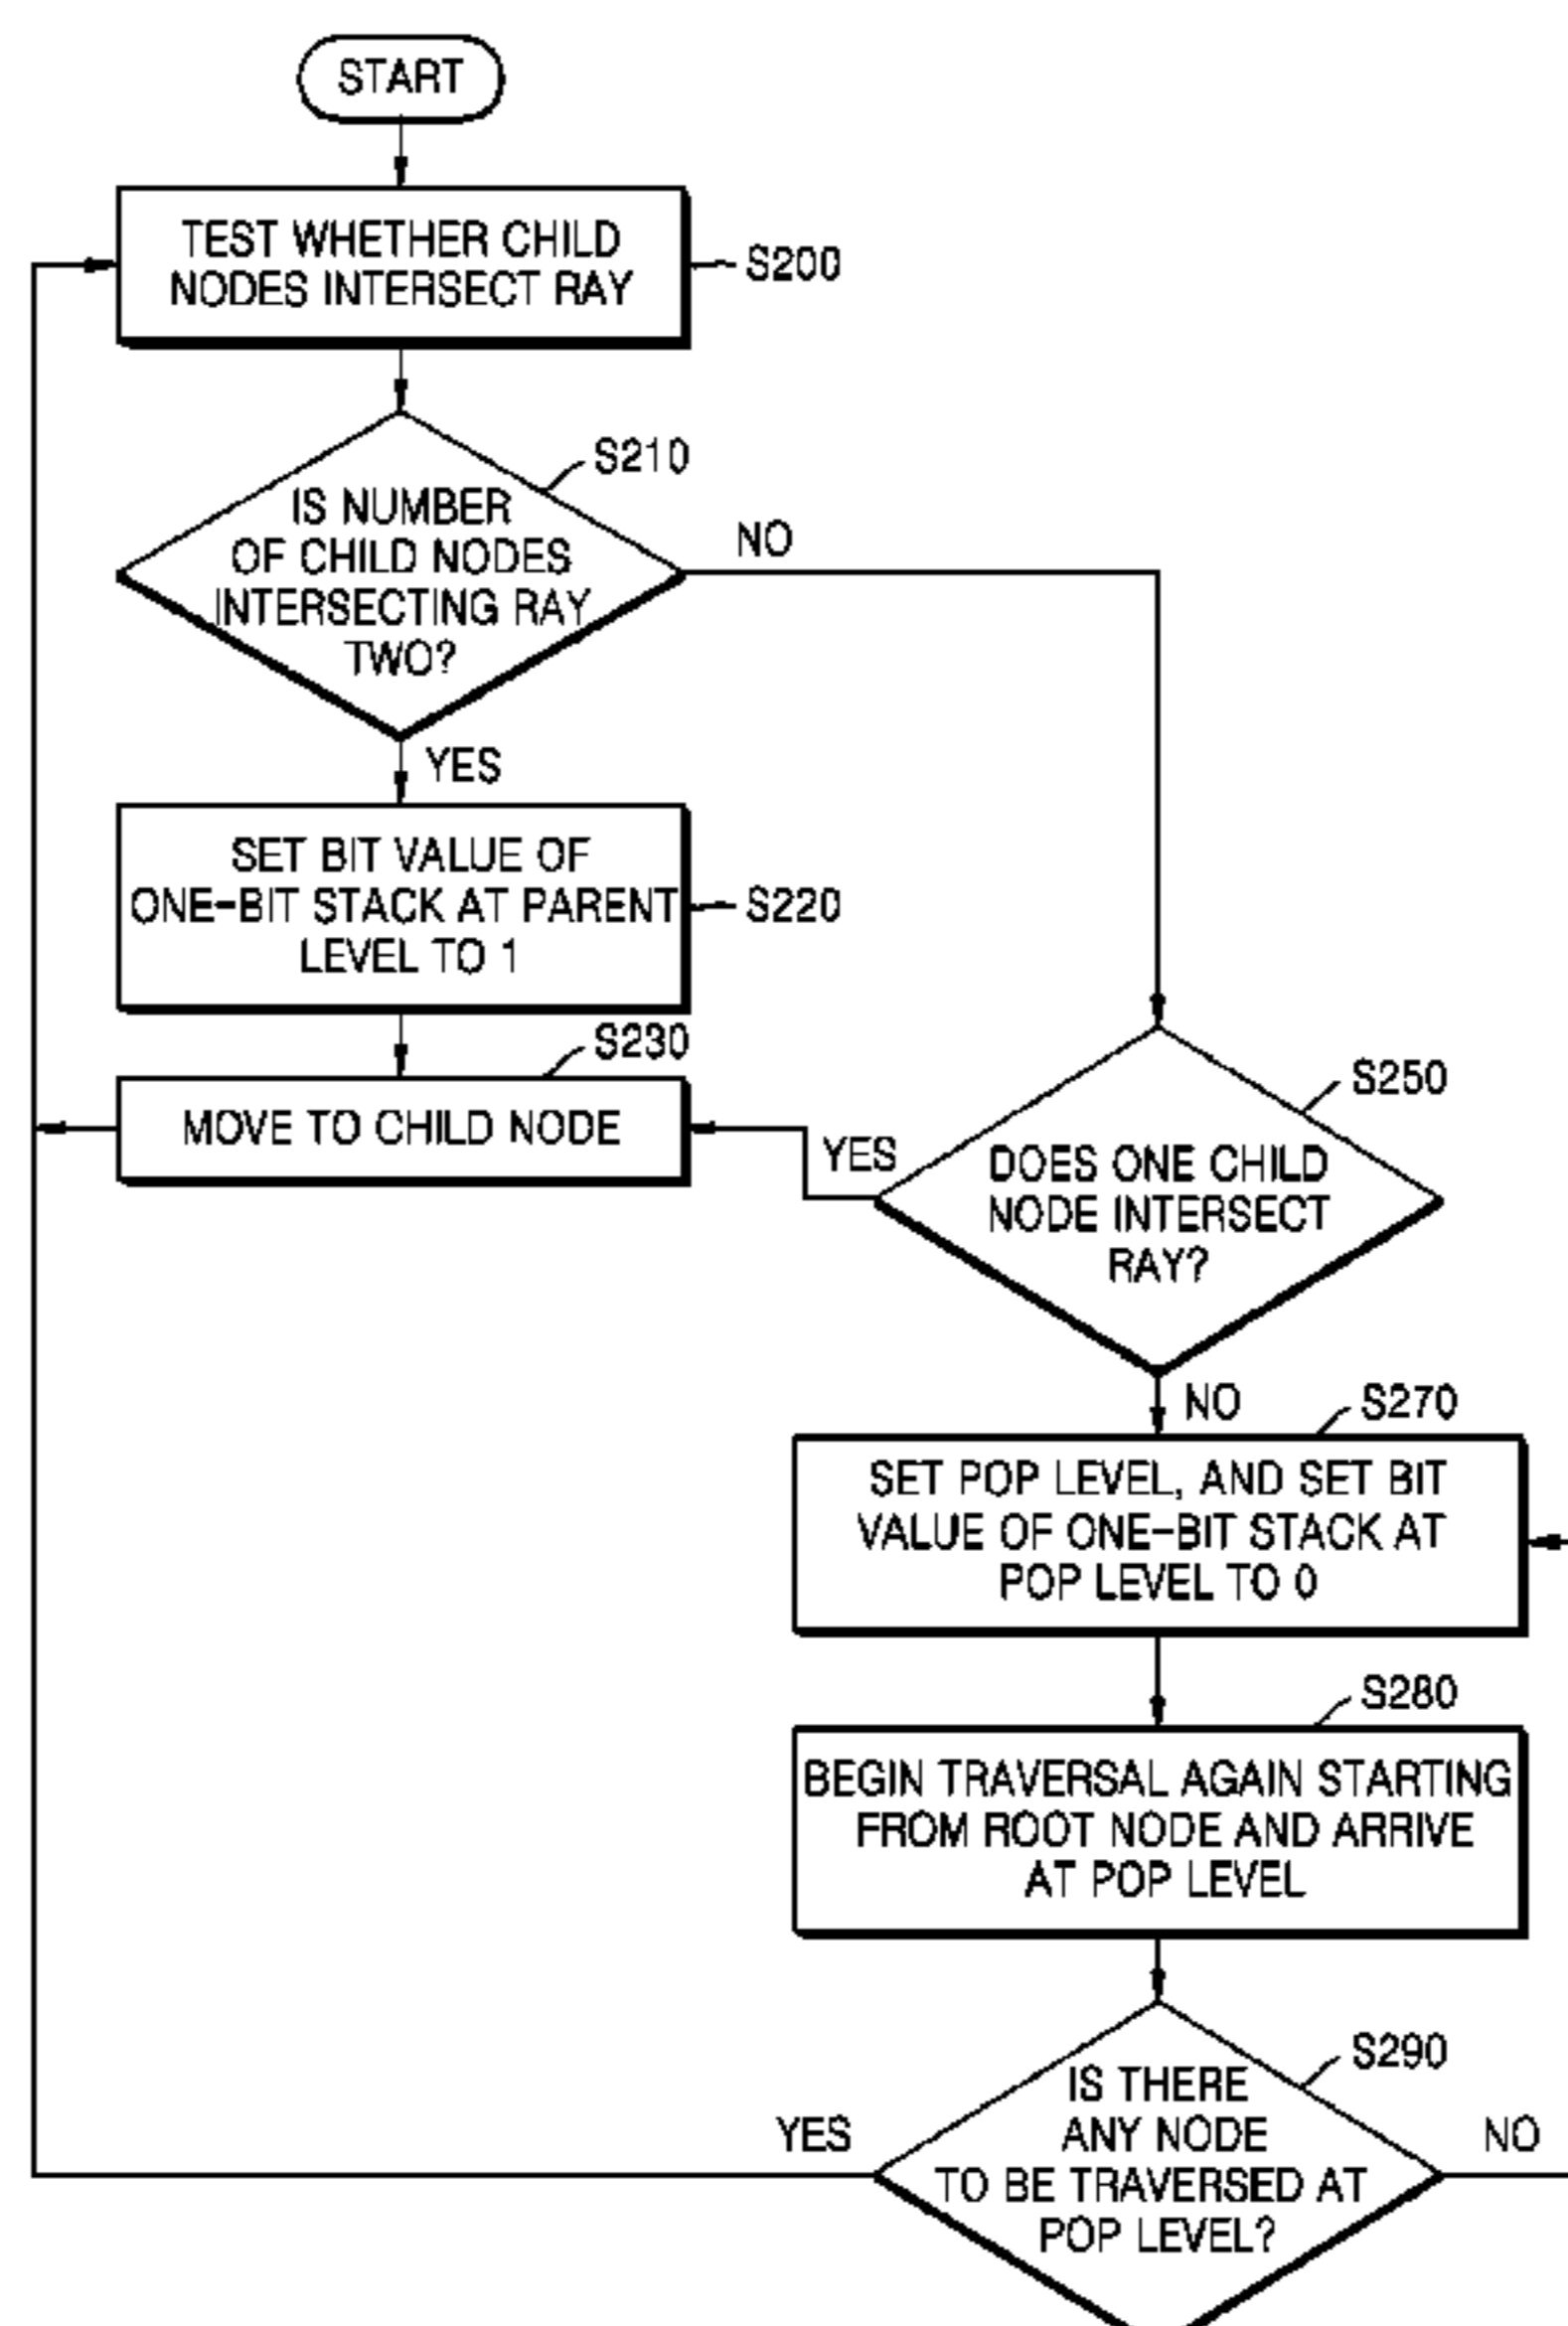 START
TEST WHETHER CHILD
NODES INTERSECT RAY
S200
S210
IS NUMBER
OF CHILD NODES
INTERSECTING RAY
TWO?
NO
YES
SET BIT VALUE OF
ONE-BIT STACK AT PARENT
LEVEL TO 1
S220
S230
MOVE TO CHILD NODE
S250
DOES ONE CHILD
NODE INTERSECT
RAY?
YES
NO
S270
SET POP LEVEL, AND SET BIT
VALUE OF ONE-BIT STACK AT
POP LEVEL TO 0
S280
BEGIN TRAVERSAL AGAIN STARTING
FROM ROOT NODE AND ARRIVE
AT POP LEVEL
S290
IS THERE
ANY NODE
TO BE TRAVERSED AT
POP LEVEL?
YES
NO